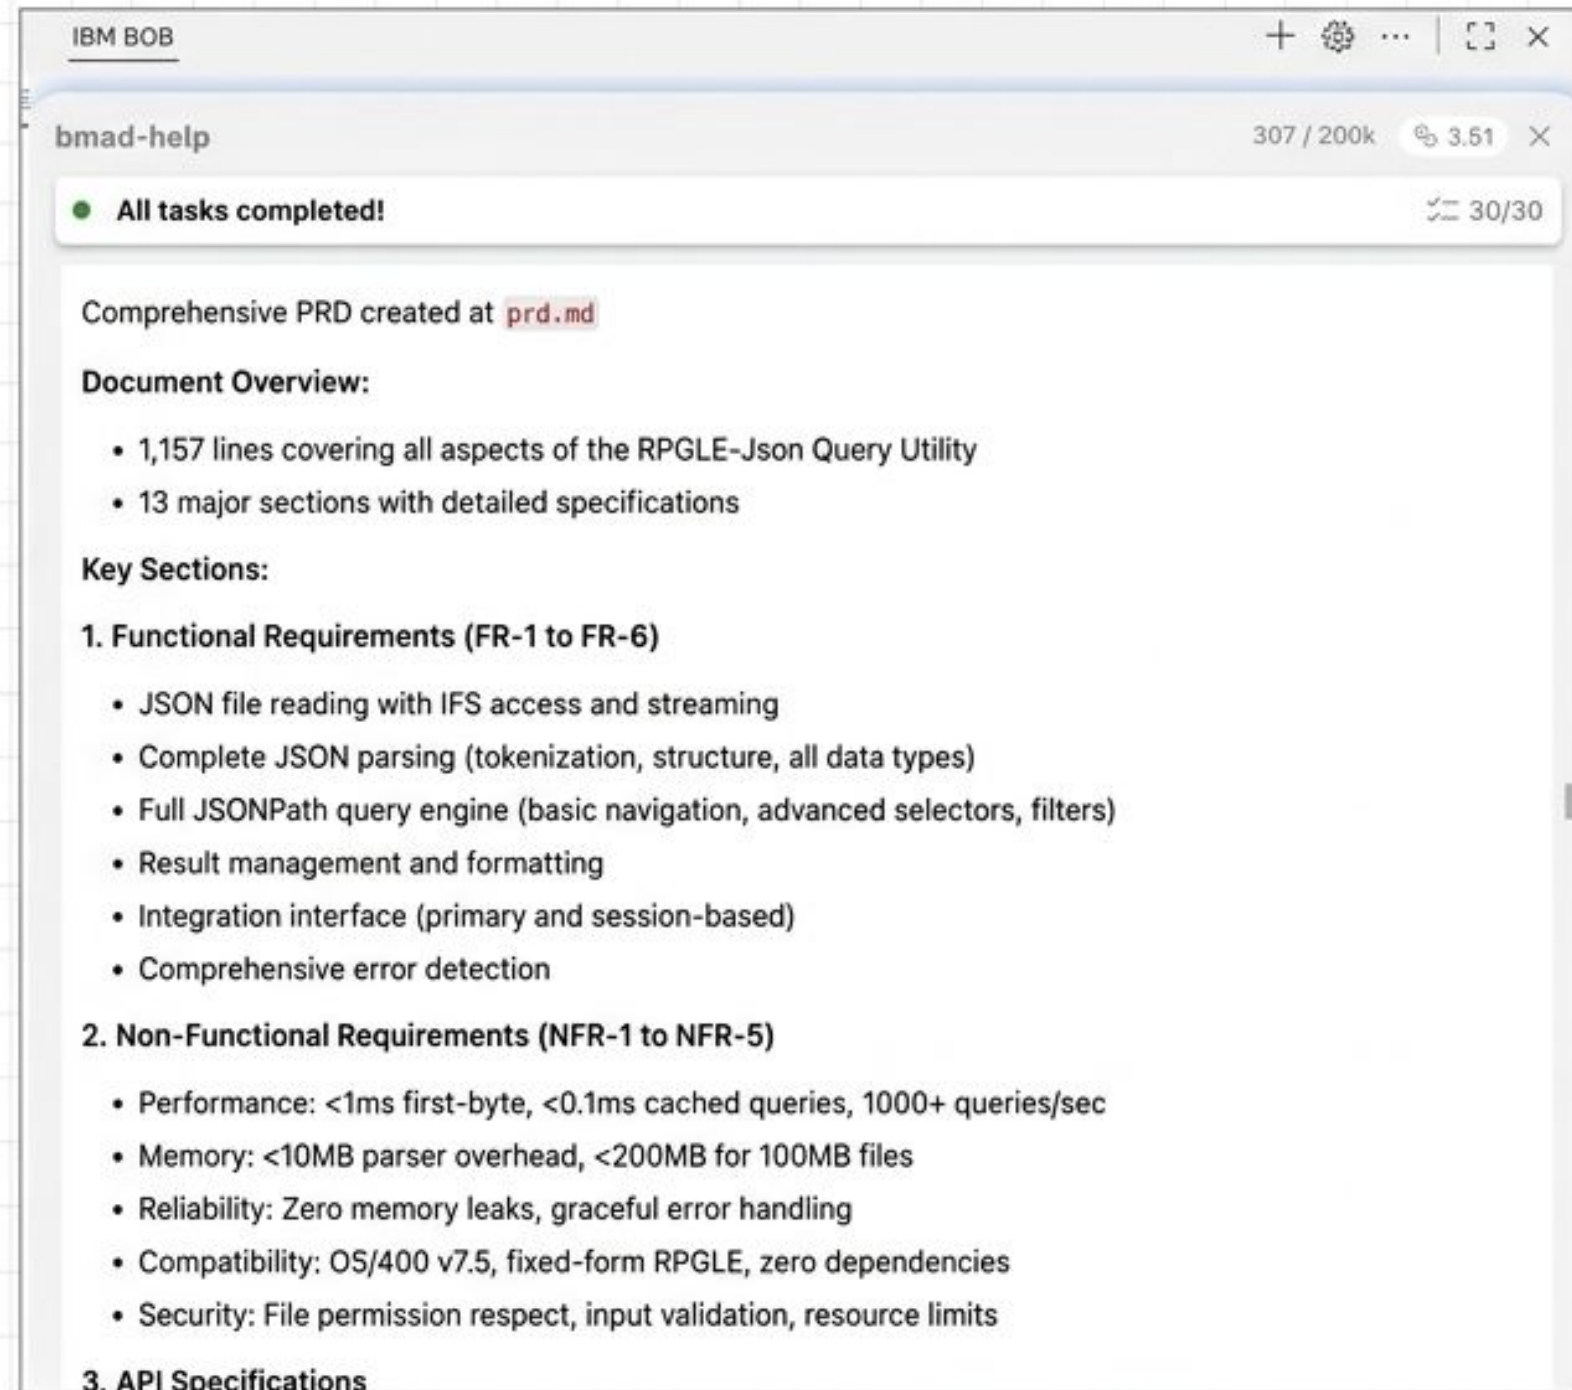 IBM BOB
bmad-help
307 / 200k
3.51
All tasks completed!
30/30
Comprehensive PRD created at prd.md
Document Overview:
• 1,157 lines covering all aspects of the RPGLE-Json Query Utility
• 13 major sections with detailed specifications
Key Sections:
1. Functional Requirements (FR-1 to FR-6)
• JSON file reading with IFS access and streaming
• Complete JSON parsing (tokenization, structure, all data types)
• Full JSONPath query engine (basic navigation, advanced selectors, filters)
• Result management and formatting
• Integration interface (primary and session-based)
• Comprehensive error detection
2. Non-Functional Requirements (NFR-1 to NFR-5)
• Performance: <1ms first-byte, <0.1ms cached queries, 1000+ queries/sec
• Memory: <10MB parser overhead, <200MB for 100MB files
• Reliability: Zero memory leaks, graceful error handling
• Compatibility: OS/400 v7.5, fixed-form RPGLE, zero dependencies
• Security: File permission respect, input validation, resource limits
3. API Specifications